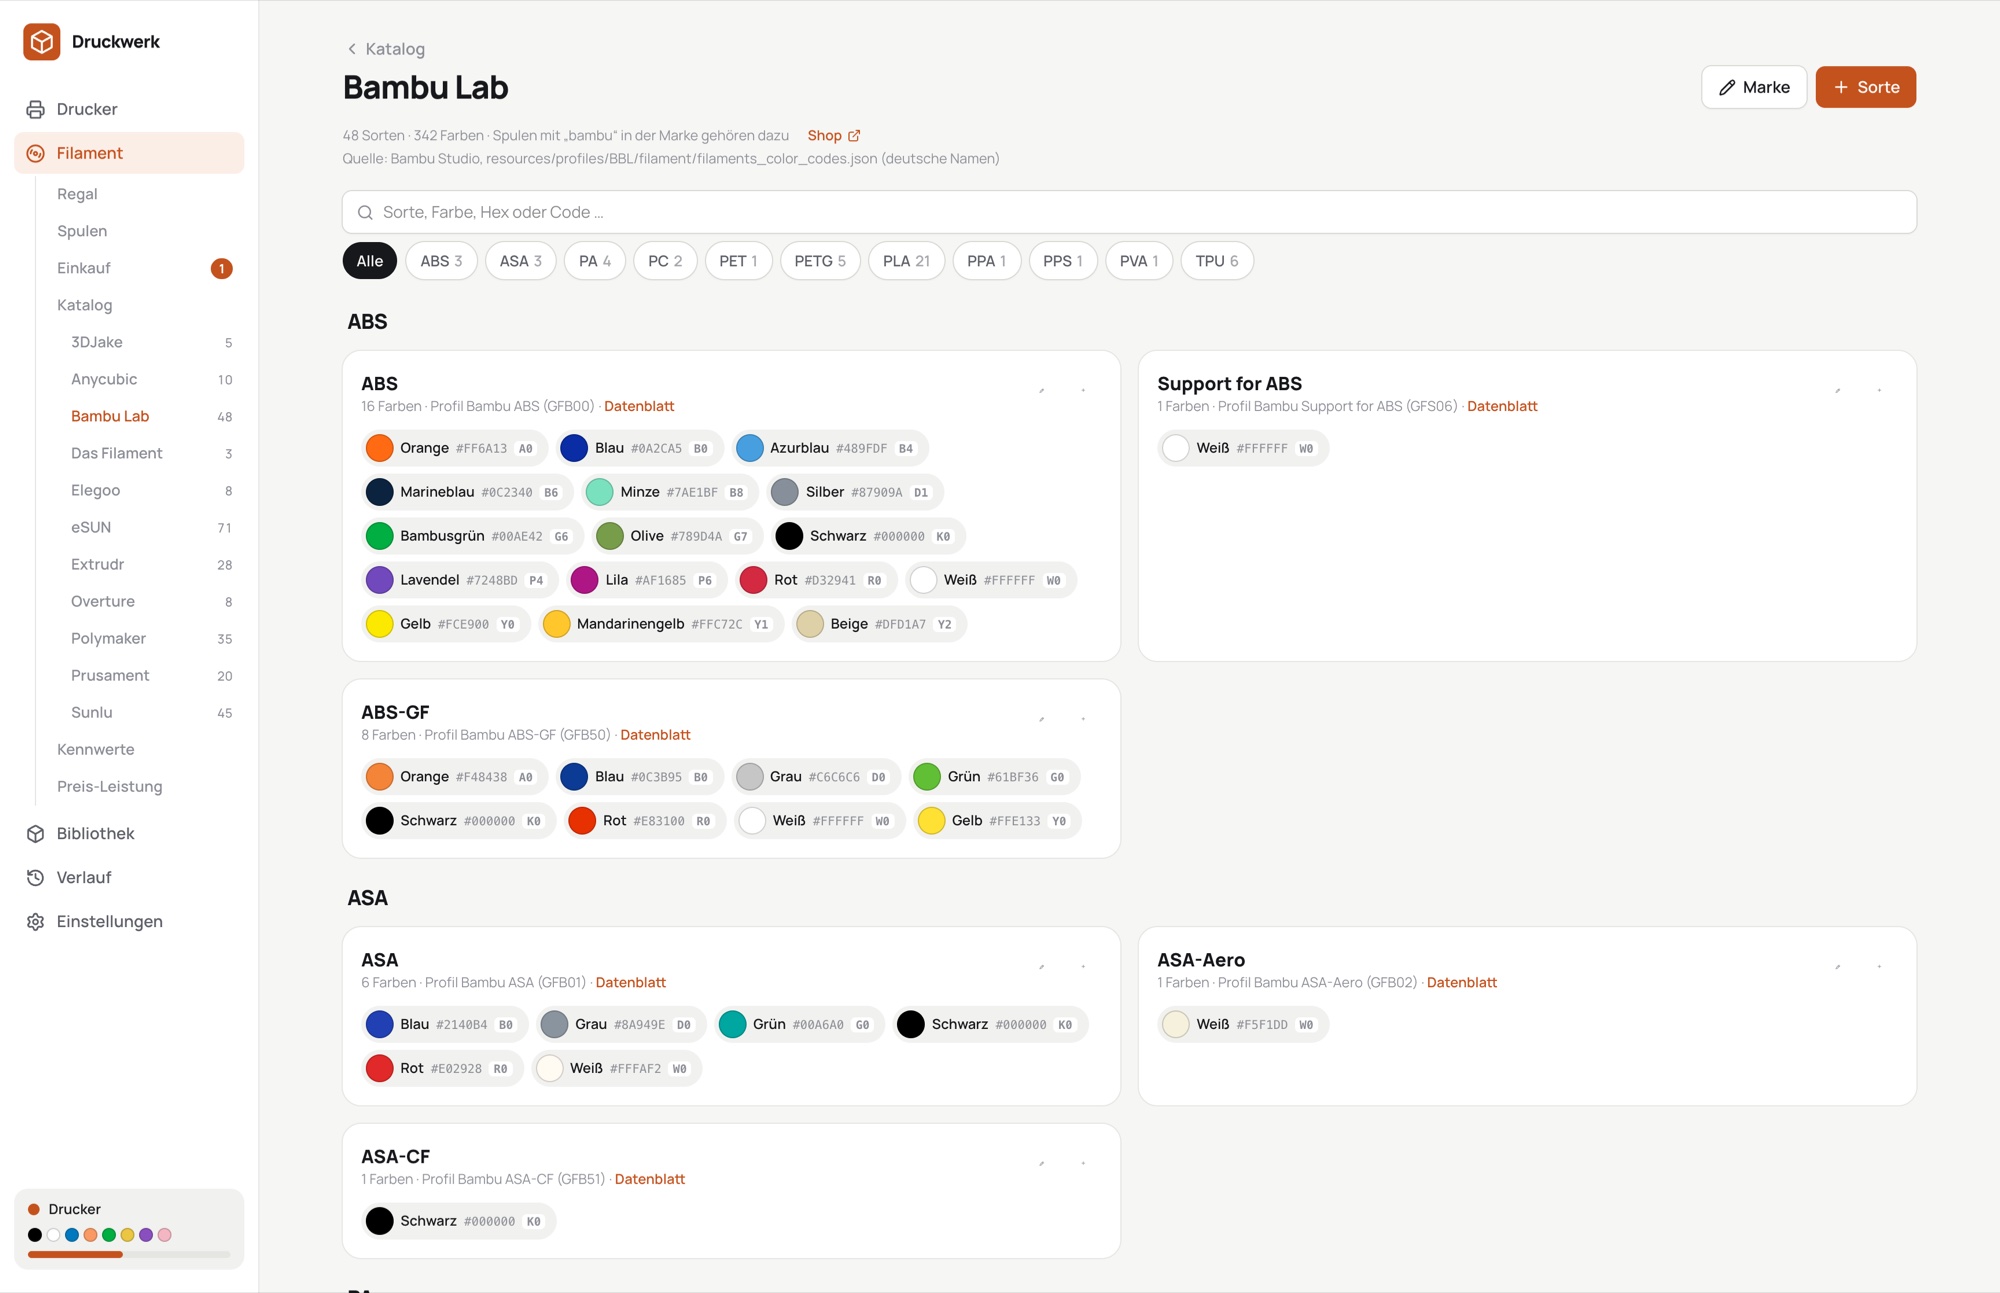 Druckwerk
Drucker
Filament
Regal
Spulen
Einkauf 1
Katalog
3DJake 5
Anycubic 10
Bambu Lab 48
Das Filament 3
Elegoo 8
eSUN 71
Extrudr 28
Overture 8
Polymaker 35
Prusament 20
Sunlu 45
Kennwerte
Preis-Leistung
Bibliothek
Verlauf
Einstellungen
Drucker
Katalog
Bambu Lab
Marke
Sorte
48 Sorten · 342 Farben · Spulen mit „bambu“ in der Marke gehören dazu Shop
Quelle: Bambu Studio, resources/profiles/BBL/filament/filaments_color_codes.json (deutsche Namen)
Sorte, Farbe, Hex oder Code …
Alle ABS 3 ASA 3 PA 4 PC 2 PET 1 PETG 5 PLA 21 PPA 1 PPS 1 PVA 1 TPU 6
ABS
ABS
16 Farben · Profil Bambu ABS (GFB00) · Datenblatt
Orange #FF6A13 A0 Blau #0A2CA5 B0 Azurblau #489FDF B4
Marineblau #0C2340 B6 Minze #7AE1BF B8 Silber #87909A D1
Bambusgrün #00AE42 G6 Olive #789D4A G7 Schwarz #000000 K0
Lavendel #7248BD P4 Lila #AF1685 P6 Rot #D32941 R0 Weiß #FFFFFF W0
Gelb #FCE900 Y0 Mandarinengelb #FFC72C Y1 Beige #DFD1A7 Y2
Support for ABS
1 Farben · Profil Bambu Support for ABS (GFS06) · Datenblatt
Weiß #FFFFFF W0
ABS-GF
8 Farben · Profil Bambu ABS-GF (GFB50) · Datenblatt
Orange #F48438 A0 Blau #0C3B95 B0 Grau #C6C6C6 D0 Grün #61BF36 G0
Schwarz #000000 K0 Rot #E83100 R0 Weiß #FFFFFF W0 Gelb #FFE133 Y0
ASA
ASA
6 Farben · Profil Bambu ASA (GFB01) · Datenblatt
Blau #2140B4 B0 Grau #8A949E D0 Grün #00A6A0 G0 Schwarz #000000 K0
Rot #E02928 R0 Weiß #FFFAF2 W0
ASA-Aero
1 Farben · Profil Bambu ASA-Aero (GFB02) · Datenblatt
Weiß #F5F1DD W0
ASA-CF
1 Farben · Profil Bambu ASA-CF (GFB51) · Datenblatt
Schwarz #000000 K0